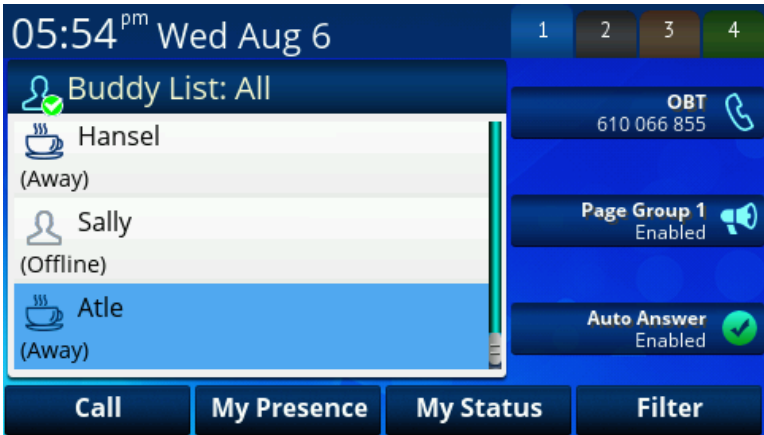 05:54 pm Wed Aug 6
1 2 3 4
Buddy List: All
Hansel
(Away)
Sally
(Offline)
Atle
(Away)
OBT
610 066 855
Page Group 1
Enabled
Auto Answer
Enabled
Call My Presence My Status Filter